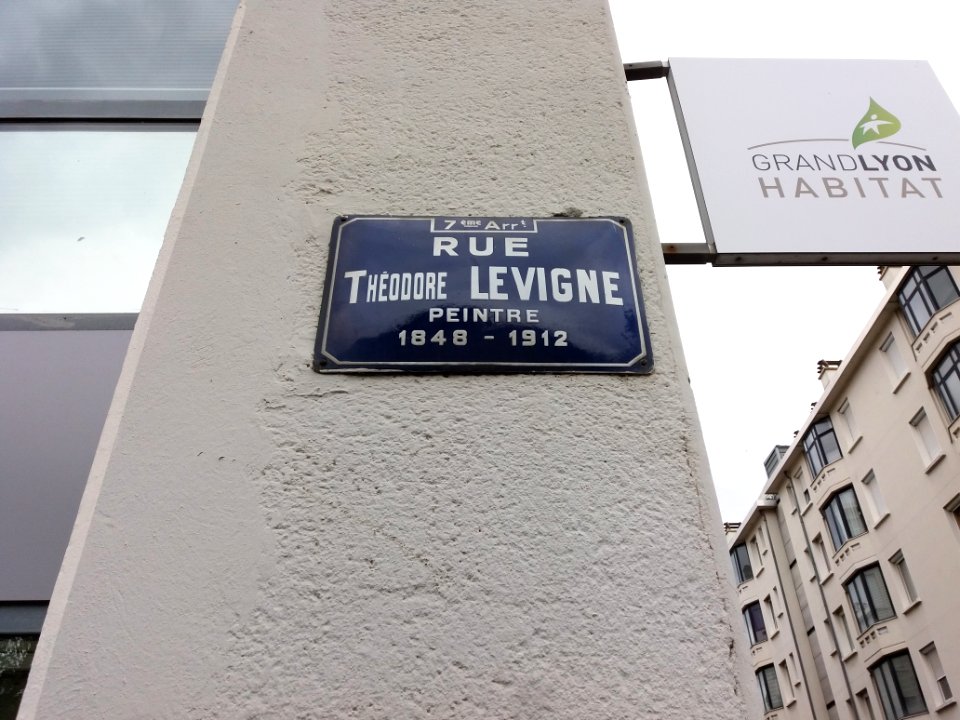 7ème Arrt
RUE
THÉODORE LEVIGNE
PEINTRE
1848 - 1912
GRANDLYON
HABITAT